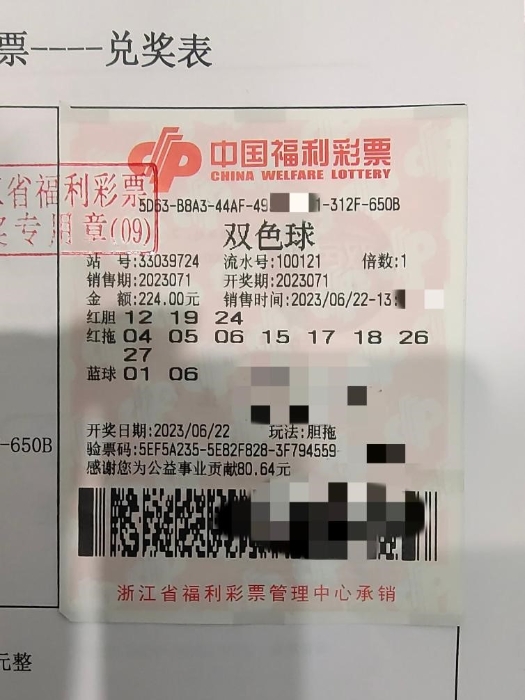 票----兑奖表
中国福利彩票
CHINA WELFARE LOTTERY
省福利彩票
奖专用章(09)
5D63-B8A3-44AF-49 1-312F-650B
双色球
站 号:33039724 流水号:100121 倍数:1
销售期:2023071 开奖期:2023071
金 额:224.00元 销售时间:2023/06/22-13:
红胆 12 19 24
红拖 04 05 06 15 17 18 26
27
蓝球 01 06
开奖日期:2023/06/22 玩法:胆拖
-650B
验票码:5EF5A235-5E82F828-3F794559
感谢您为公益事业贡献80.64元
浙江省福利彩票管理中心承销
元整